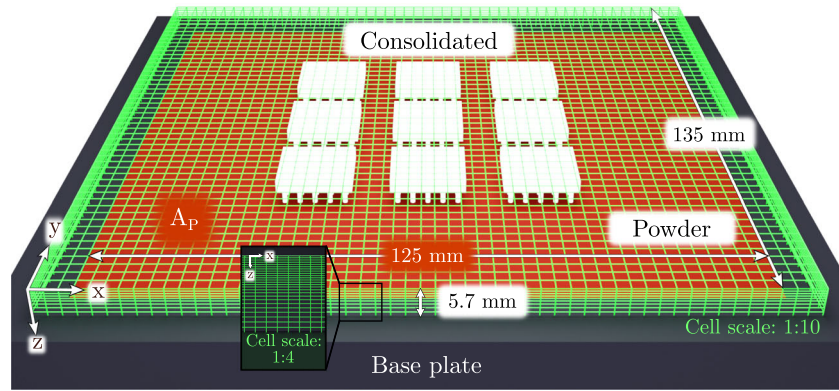 Consolidated
135 mm
y
A_P
Powder
125 mm
x
z
x
5.7 mm
z
Cell scale: 1:10
Cell scale:
1:4
Base plate